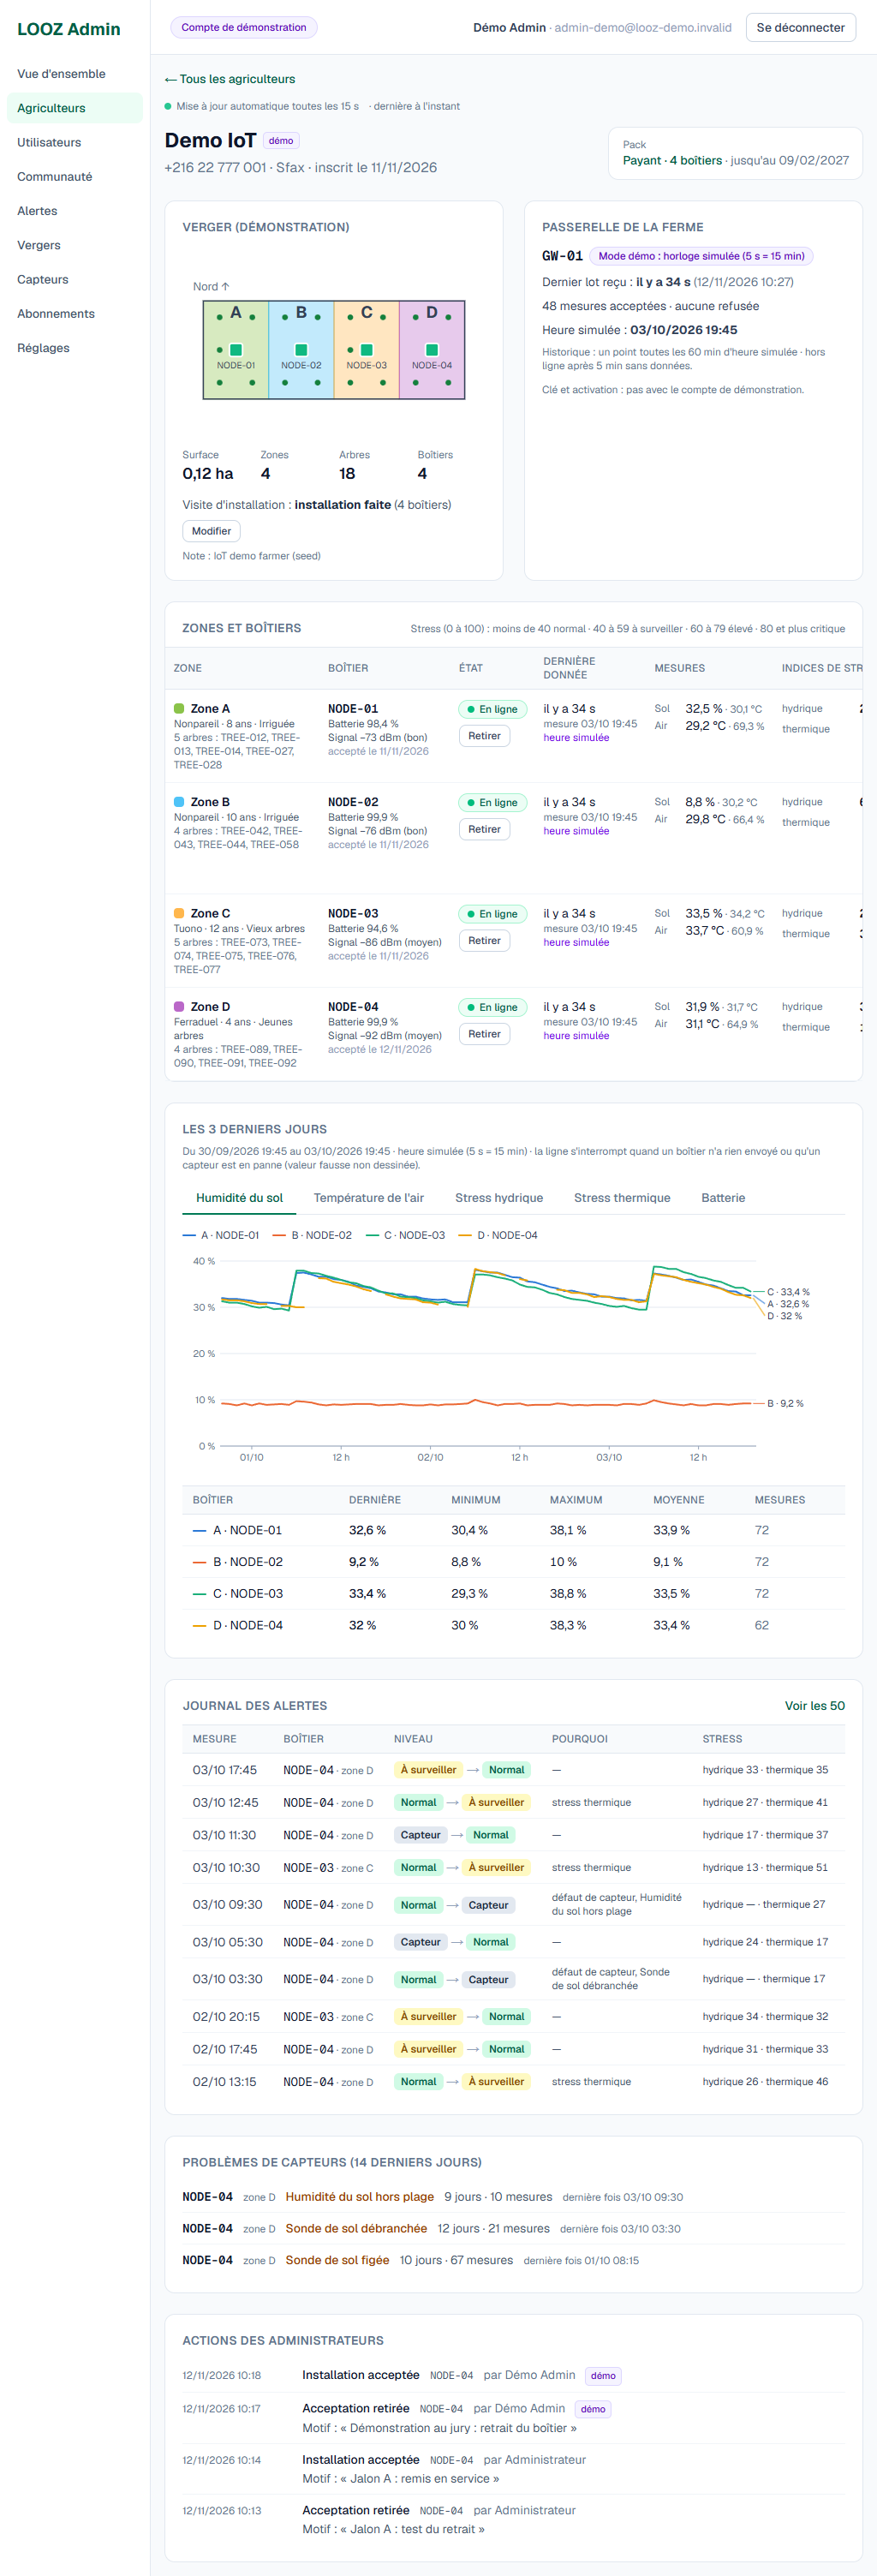 LOOZ Admin
Compte de démonstration
Démo Admin · admin-demo@looz-demo.invalid
Se déconnecter
Vue d'ensemble
Agriculteurs
Utilisateurs
Communauté
Alertes
Vergers
Capteurs
Abonnements
Réglages
← Tous les agriculteurs
Mise à jour automatique toutes les 15 s · dernière à l'instant
Demo IoT démo
+216 22 777 001 · Sfax · inscrit le 11/11/2026
Pack
Payant · 4 boîtiers · jusqu'au 09/02/2027
VERGER (DÉMONSTRATION)
Nord ↑
A B C D
NODE-01 NODE-02 NODE-03 NODE-04
Surface Zones Arbres Boîtiers
0,12 ha 4 18 4
Visite d'installation : installation faite (4 boîtiers)
Modifier
Note : IoT demo farmer (seed)
PASSERELLE DE LA FERME
GW-01 Mode démo : horloge simulée (5 s = 15 min)
Dernier lot reçu : il y a 34 s (12/11/2026 10:27)
48 mesures acceptées · aucune refusée
Heure simulée : 03/10/2026 19:45
Historique : un point toutes les 60 min d'heure simulée · hors
ligne après 5 min sans données.
Clé et activation : pas avec le compte de démonstration.
ZONES ET BOÎTIERS
Stress (0 à 100) : moins de 40 normal · 40 à 59 à surveiller · 60 à 79 élevé · 80 et plus critique
ZONE BOÎTIER ÉTAT DERNIÈRE DONNÉE MESURES INDICES DE STR
Zone A
Nonpareil · 8 ans · Irriguée
5 arbres : TREE-012, TREE-
013, TREE-014, TREE-027,
TREE-028
NODE-01
Batterie 98,4 %
Signal −73 dBm (bon)
accepté le 11/11/2026
En ligne
Retirer
il y a 34 s
mesure 03/10 19:45
heure simulée
Sol 32,5 % · 30,1 °C
Air 29,2 °C · 69,3 %
hydrique
thermique
Zone B
Nonpareil · 10 ans · Irriguée
4 arbres : TREE-042, TREE-
043, TREE-044, TREE-058
NODE-02
Batterie 99,9 %
Signal −76 dBm (bon)
accepté le 11/11/2026
En ligne
Retirer
il y a 34 s
mesure 03/10 19:45
heure simulée
Sol 8,8 % · 30,2 °C
Air 29,8 °C · 66,4 %
hydrique
thermique
Zone C
Tuono · 12 ans · Vieux arbres
5 arbres : TREE-073, TREE-
074, TREE-075, TREE-076,
TREE-077
NODE-03
Batterie 94,6 %
Signal −86 dBm (moyen)
accepté le 11/11/2026
En ligne
Retirer
il y a 34 s
mesure 03/10 19:45
heure simulée
Sol 33,5 % · 34,2 °C
Air 33,7 °C · 60,9 %
hydrique
thermique
Zone D
Ferraduel · 4 ans · Jeunes
arbres
4 arbres : TREE-089, TREE-
090, TREE-091, TREE-092
NODE-04
Batterie 99,9 %
Signal −92 dBm (moyen)
accepté le 12/11/2026
En ligne
Retirer
il y a 34 s
mesure 03/10 19:45
heure simulée
Sol 31,9 % · 31,7 °C
Air 31,1 °C · 64,9 %
hydrique
thermique
LES 3 DERNIERS JOURS
Du 30/09/2026 19:45 au 03/10/2026 19:45 · heure simulée (5 s = 15 min) · la ligne s'interrompt quand un boîtier n'a rien envoyé ou qu'un
capteur est en panne (valeur fausse non dessinée).
Humidité du sol Température de l'air Stress hydrique Stress thermique Batterie
A · NODE-01 B · NODE-02 C · NODE-03 D · NODE-04
40 %
30 %
20 %
10 %
0 %
C · 33,4 %
A · 32,6 %
D · 32 %
B · 9,2 %
01/10 12 h 02/10 12 h 03/10 12 h
BOÎTIER DERNIÈRE MINIMUM MAXIMUM MOYENNE MESURES
A · NODE-01 32,6 % 30,4 % 38,1 % 33,9 % 72
B · NODE-02 9,2 % 8,8 % 10 % 9,1 % 72
C · NODE-03 33,4 % 29,3 % 38,8 % 33,5 % 72
D · NODE-04 32 % 30 % 38,3 % 33,4 % 62
JOURNAL DES ALERTES
Voir les 50
MESURE BOÎTIER NIVEAU POURQUOI STRESS
03/10 17:45 NODE-04 · zone D À surveiller → Normal — hydrique 33 · thermique 35
03/10 12:45 NODE-04 · zone D Normal → À surveiller stress thermique hydrique 27 · thermique 41
03/10 11:30 NODE-04 · zone D Capteur → Normal — hydrique 17 · thermique 37
03/10 10:30 NODE-03 · zone C Normal → À surveiller stress thermique hydrique 13 · thermique 51
03/10 09:30 NODE-04 · zone D Normal → Capteur défaut de capteur, Humidité du sol hors plage hydrique — · thermique 27
03/10 05:30 NODE-04 · zone D Capteur → Normal — hydrique 24 · thermique 17
03/10 03:30 NODE-04 · zone D Normal → Capteur défaut de capteur, Sonde de sol débranchée hydrique — · thermique 17
02/10 20:15 NODE-03 · zone C À surveiller → Normal — hydrique 34 · thermique 32
02/10 17:45 NODE-04 · zone D À surveiller → Normal — hydrique 31 · thermique 33
02/10 13:15 NODE-04 · zone D Normal → À surveiller stress thermique hydrique 26 · thermique 46
PROBLÈMES DE CAPTEURS (14 DERNIERS JOURS)
NODE-04 zone D Humidité du sol hors plage 9 jours · 10 mesures dernière fois 03/10 09:30
NODE-04 zone D Sonde de sol débranchée 12 jours · 21 mesures dernière fois 03/10 03:30
NODE-04 zone D Sonde de sol figée 10 jours · 67 mesures dernière fois 01/10 08:15
ACTIONS DES ADMINISTRATEURS
12/11/2026 10:18 Installation acceptée NODE-04 par Démo Admin démo
12/11/2026 10:17 Acceptation retirée NODE-04 par Démo Admin démo
Motif : « Démonstration au jury : retrait du boîtier »
12/11/2026 10:14 Installation acceptée NODE-04 par Administrateur
Motif : « Jalon A : remis en service »
12/11/2026 10:13 Acceptation retirée NODE-04 par Administrateur
Motif : « Jalon A : test du retrait »